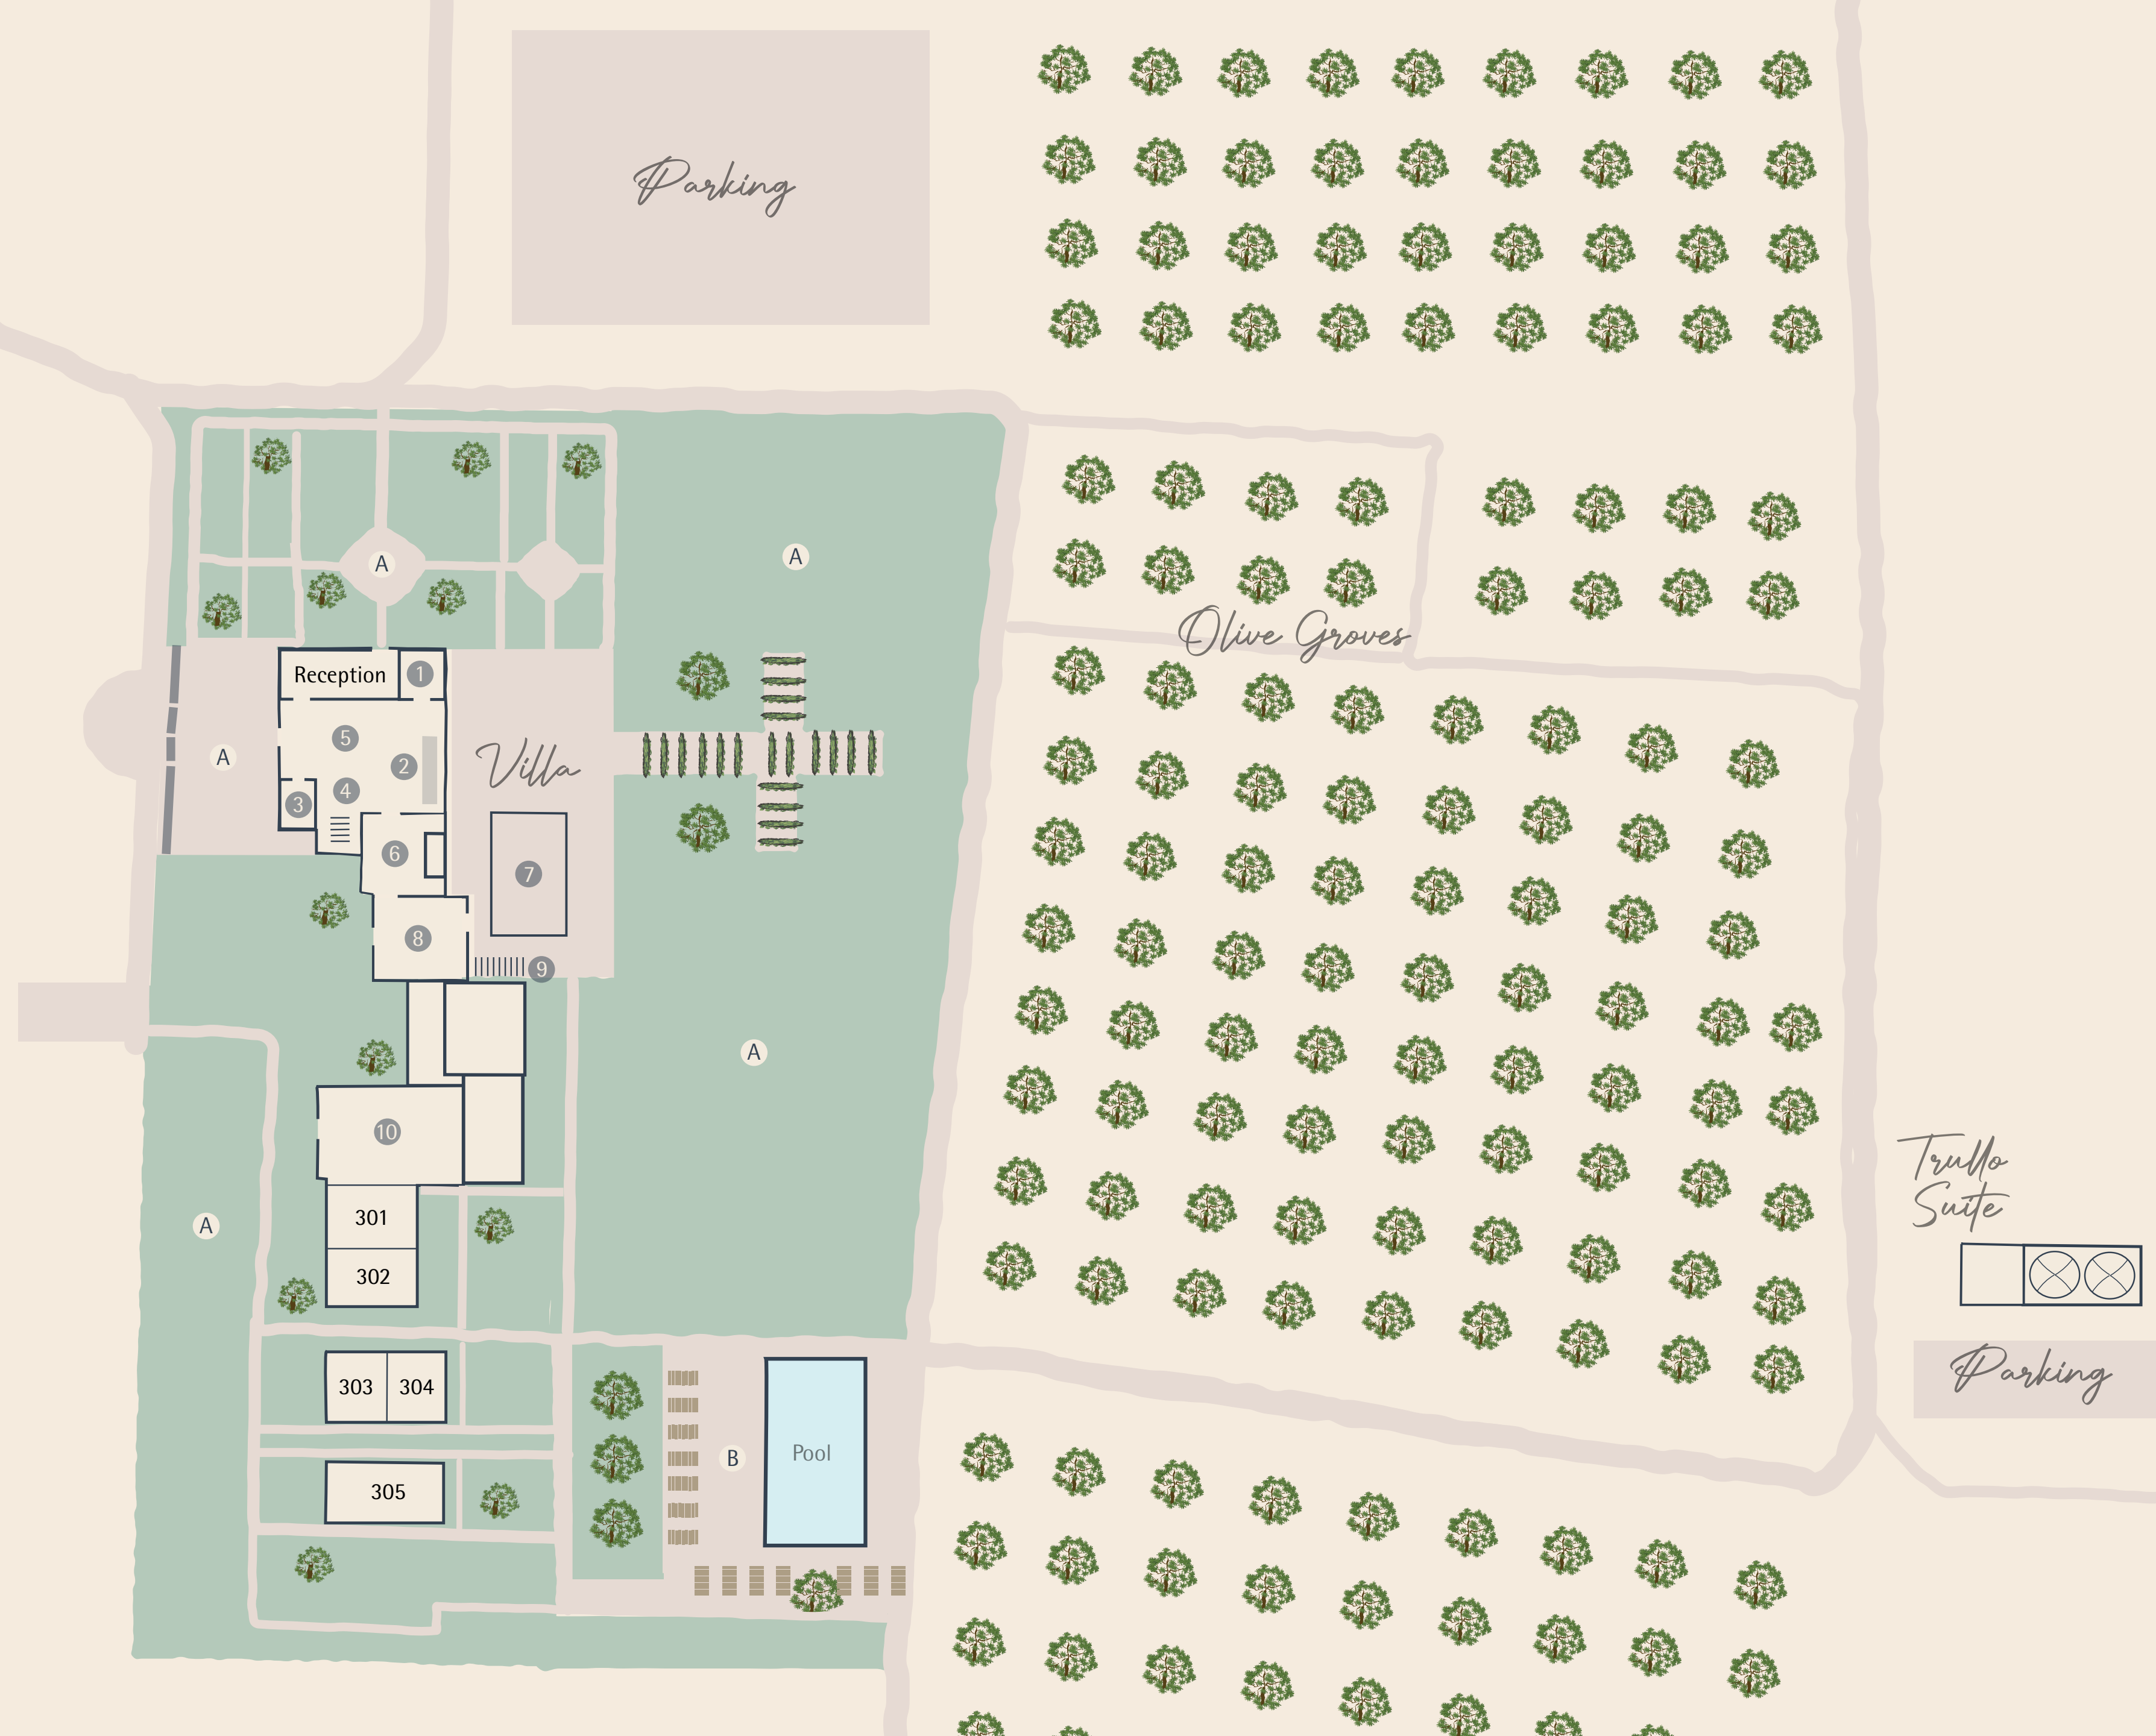 Parking
A
A
Olive Groves
Reception
1
5
2
A
Villa
4
3
6
7
8
9
A
10
Trullo
Suite
301
A
302
303
304
Parking
B
Pool
305